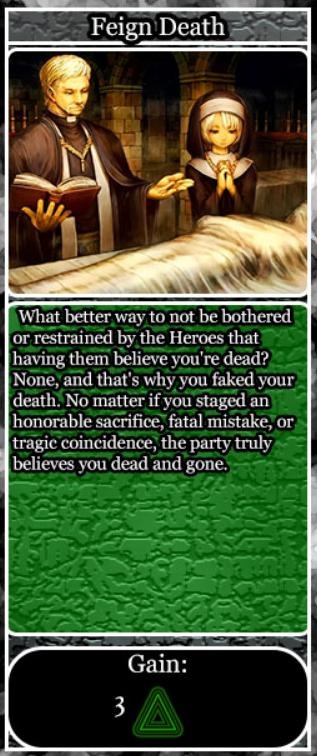 Feign Death
What better way to not be bothered
or restrained by the Heroes that
having them believe you're dead?
None, and that's why you faked your
death. No matter if you staged an
honorable sacrifice, fatal mistake, or
tragic coincidence, the party truly
believes you dead and gone.
Gain:
3